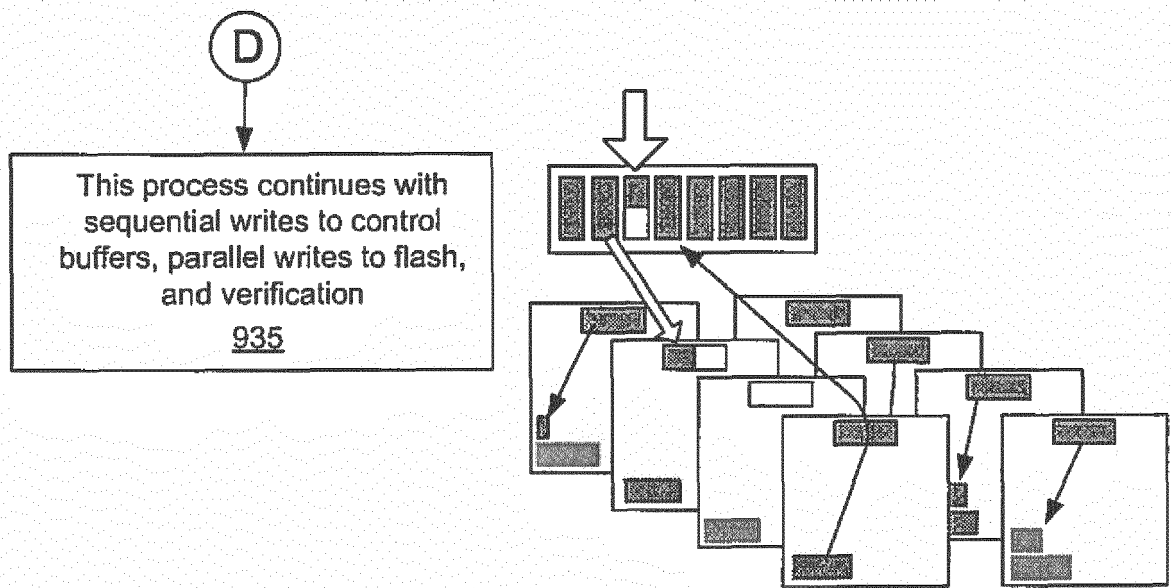 D
This process continues with
sequential writes to control
buffers, parallel writes to flash,
and verification
935